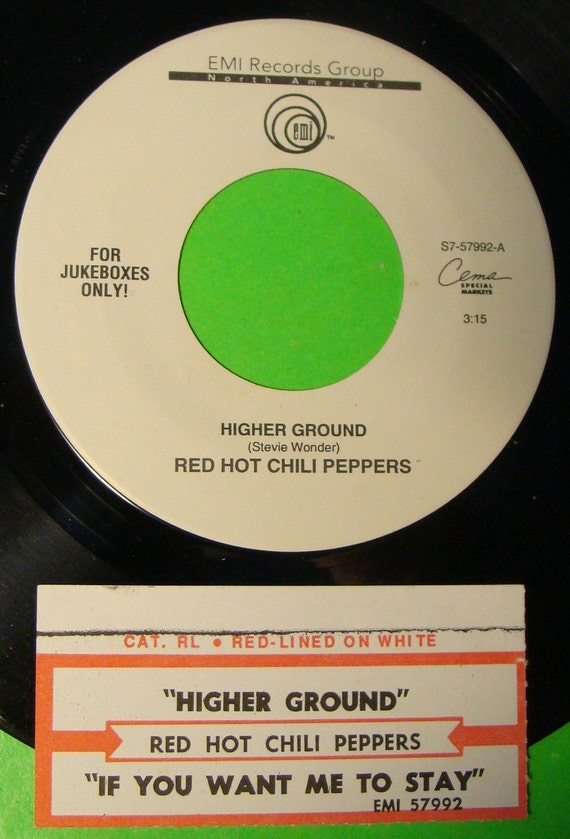 EMI Records Group
North America
emi ™
FOR
JUKEBOXES
ONLY!
S7-57992-A
Cema
SPECIAL
MARKETS
3:15
HIGHER GROUND
(Stevie Wonder)
RED HOT CHILI PEPPERS
CAT. RL • RED-LINED ON WHITE
"HIGHER GROUND"
RED HOT CHILI PEPPERS
"IF YOU WANT ME TO STAY"
EMI 57992